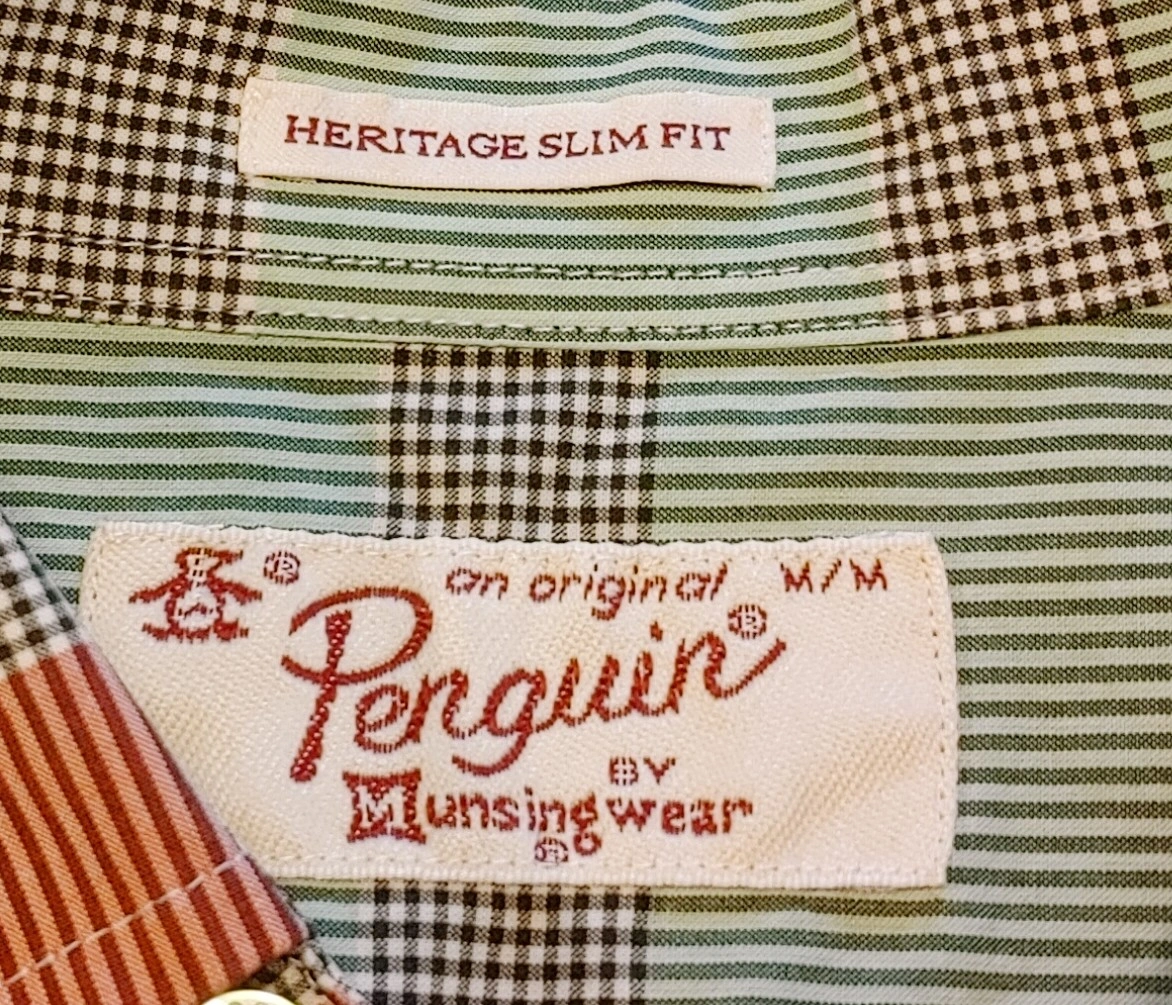 HERITAGE SLIM FIT
an original M/M
Penguin®
BY
Munsingwear
®